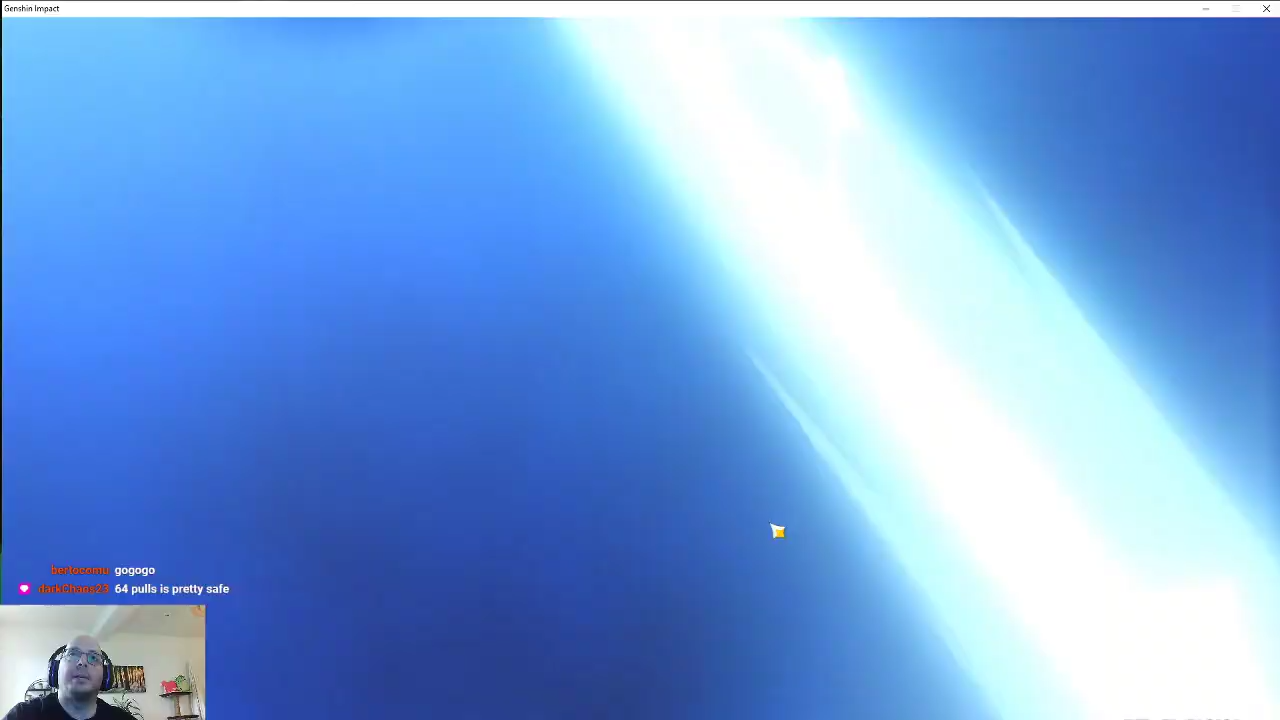 Genshin Impact
bertocomu gogogo
darkChaos23 64 pulls is pretty safe